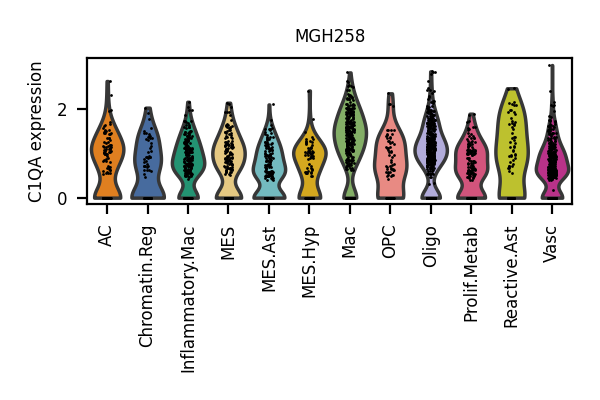 MGH258
C1QA expression
2
0
AC
Chromatin.Reg
Inflammatory.Mac
MES
MES.Ast
MES.Hyp
Mac
OPC
Oligo
Prolif.Metab
Reactive.Ast
Vasc